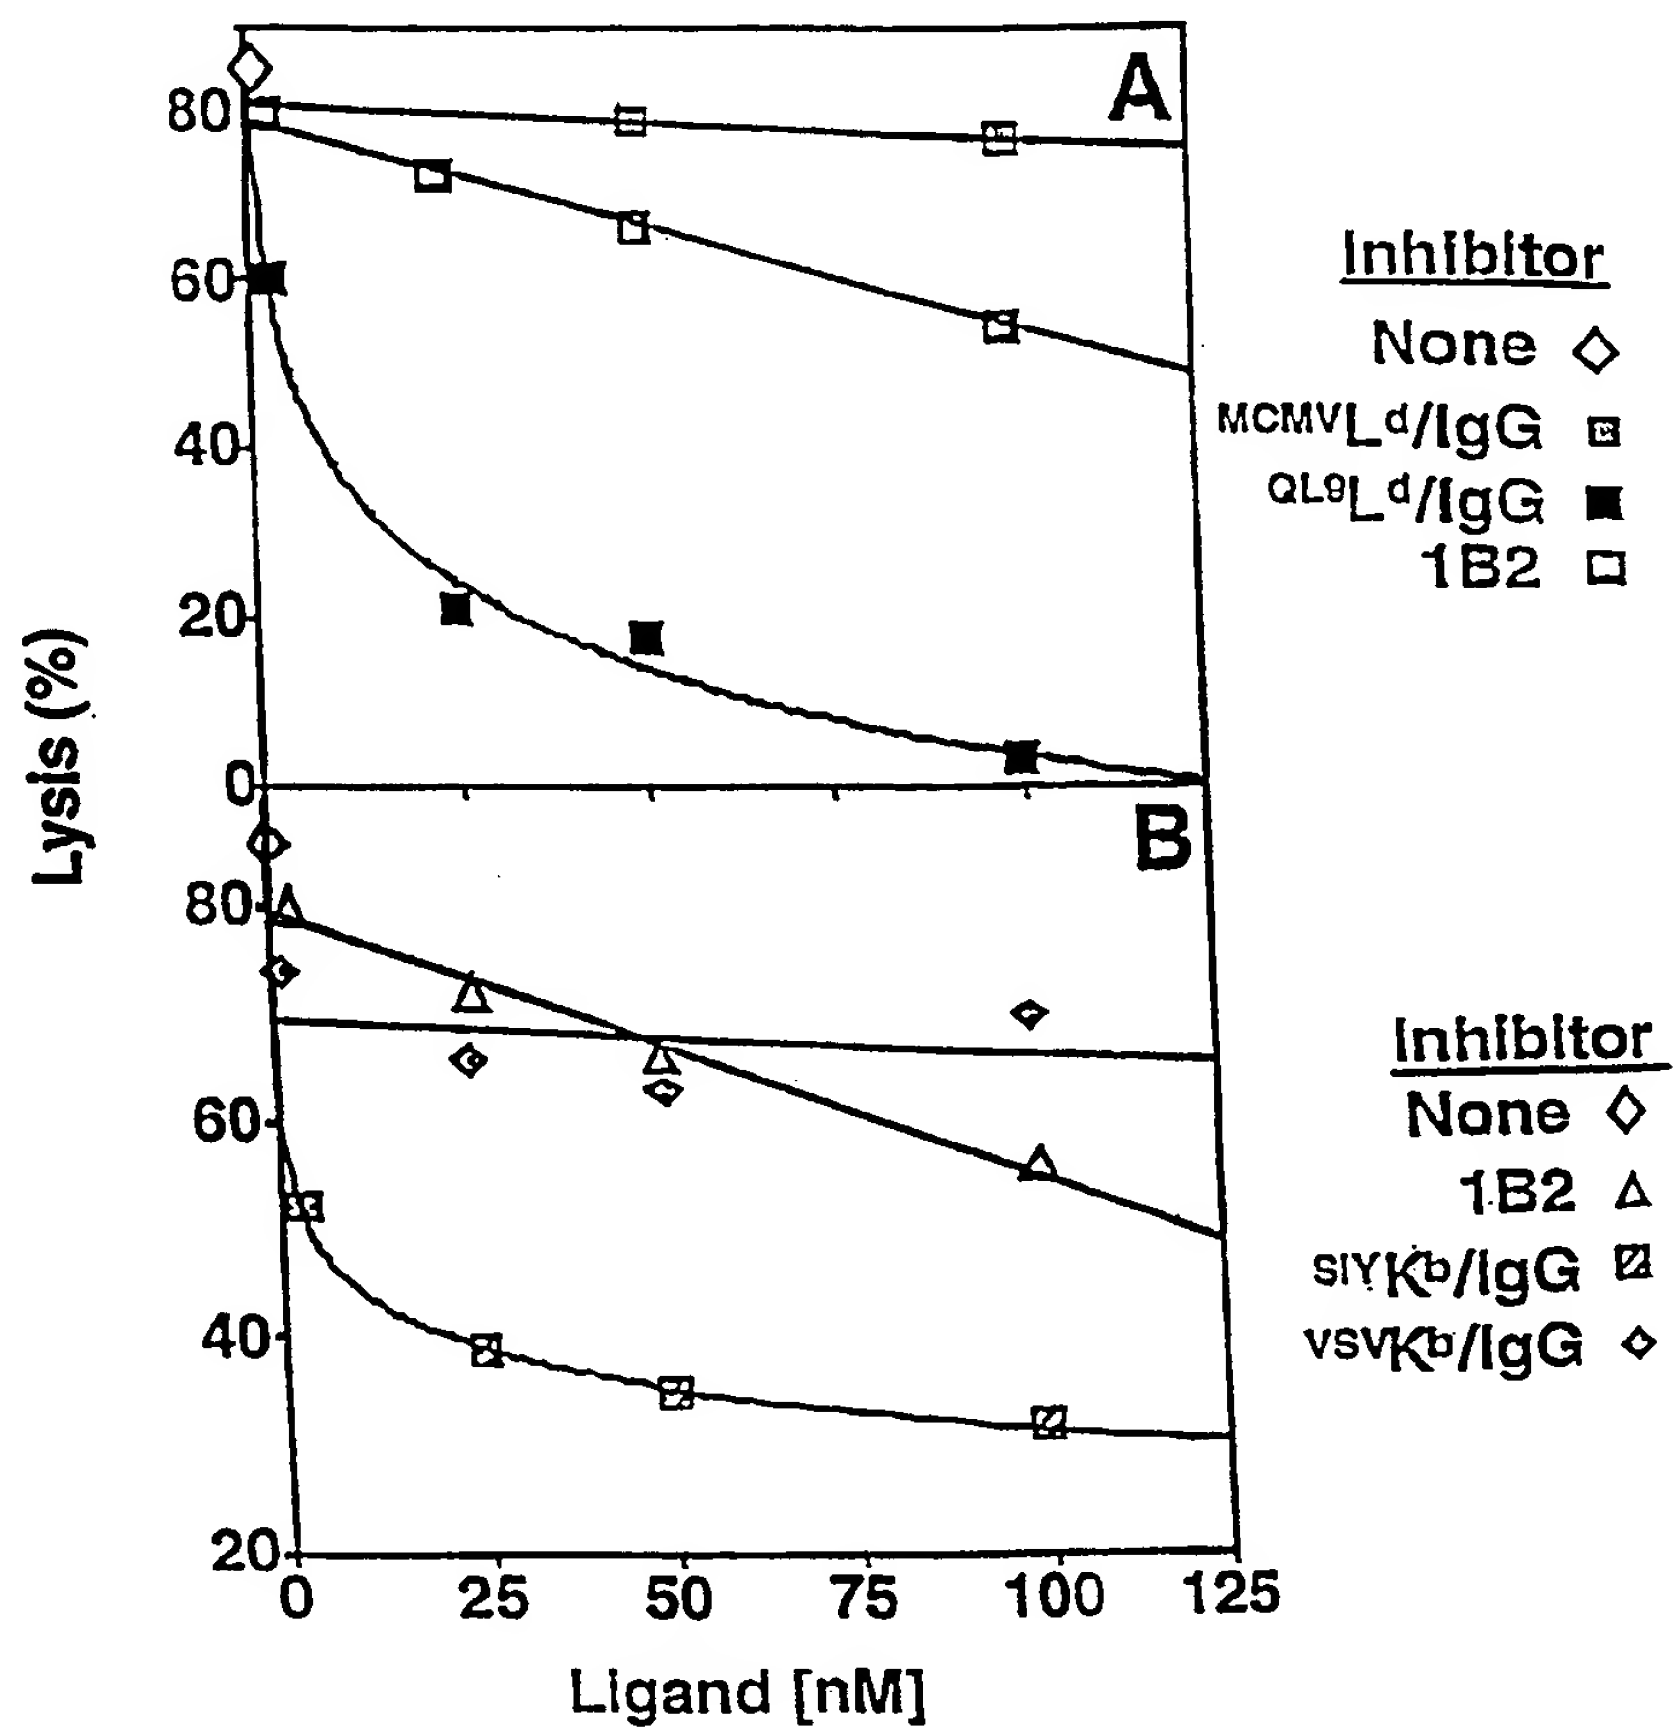 A
80
60
40
20
0
Inhibitor
None
MCMVLd/IgG
QL9Ld/IgG
1B2
Lysis (%)
B
80
60
40
20
Inhibitor
None
1B2
SIYKb/IgG
VSVKb/IgG
0 25 50 75 100 125
Ligand [nM]